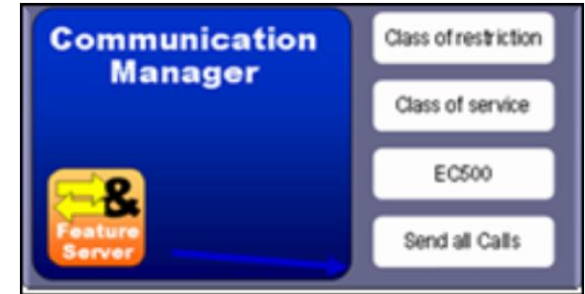 Communication
Manager
&
Feature
Server
Class of restriction
Class of service
EC500
Send all Calls